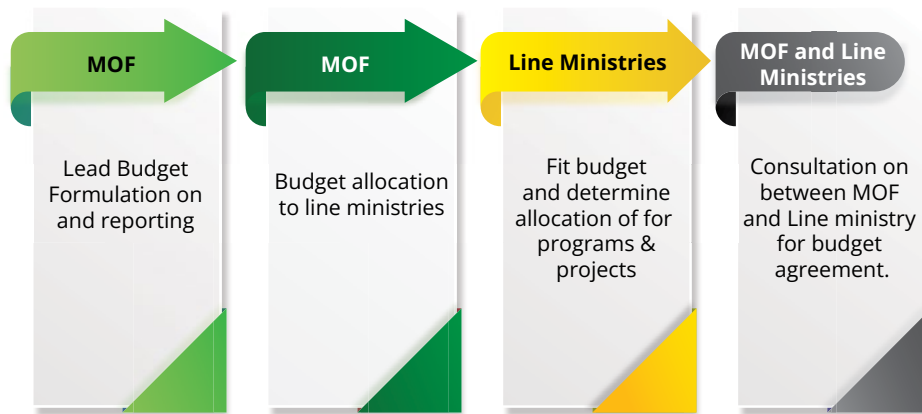 MOF
Lead Budget
Formulation on
and reporting
MOF
Budget allocation
to line ministries
Line Ministries
Fit budget
and determine
allocation of for
programs &
projects
MOF and Line
Ministries
Consultation on
between MOF
and Line ministry
for budget
agreement.